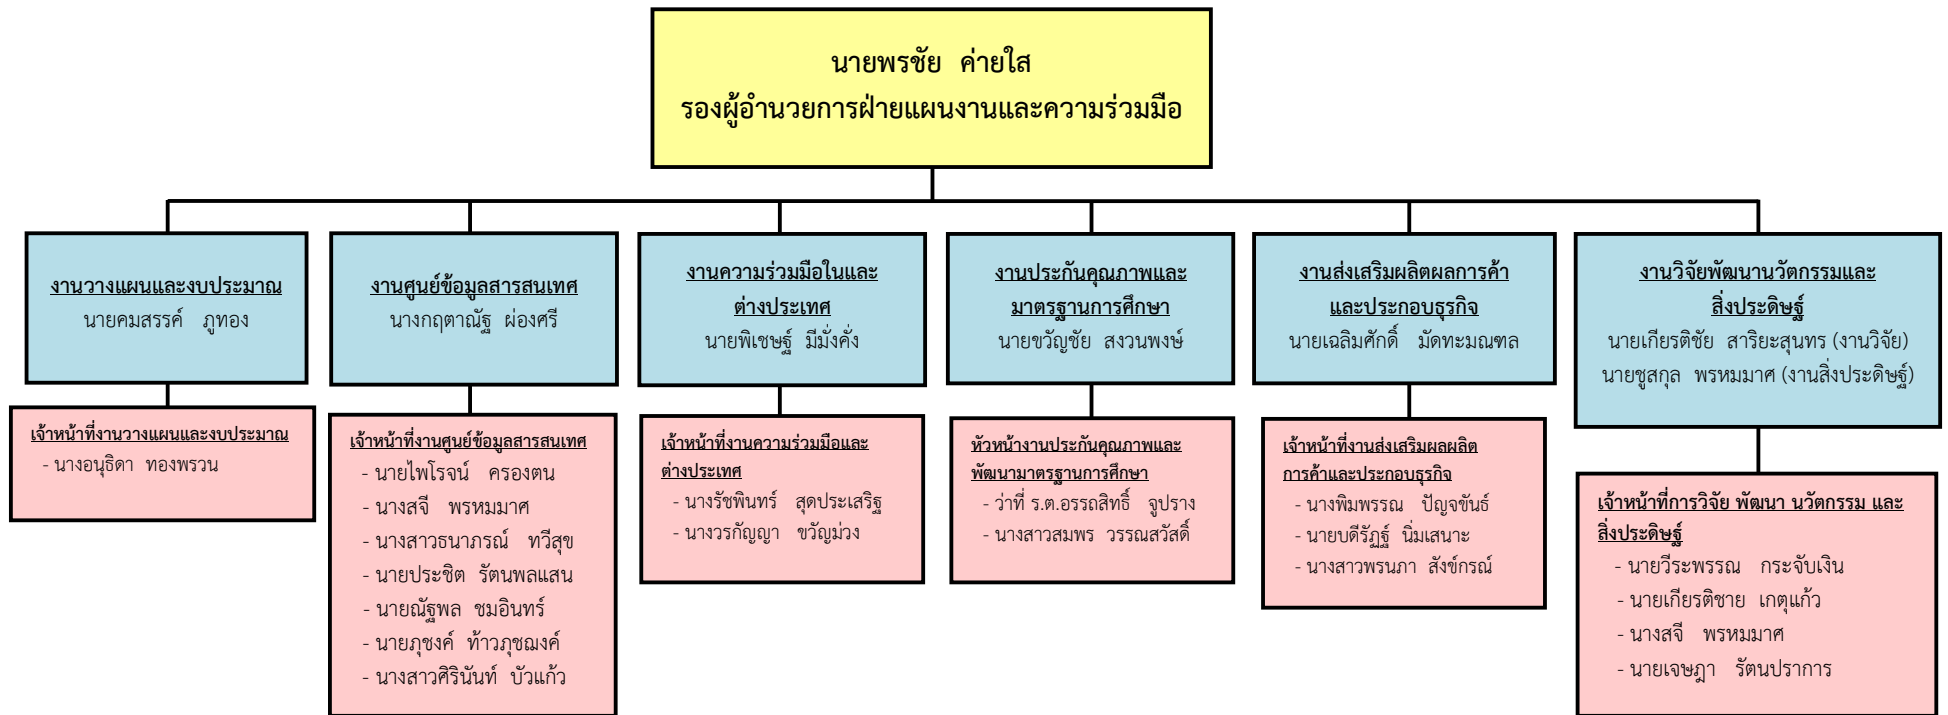 นายพรชัย ค่ายใส
รองผู้อำนวยการฝ่ายแผนงานและความร่วมมือ
งานวางแผนและงบประมาณ
นายคมสรรค์ ภูทอง
งานศูนย์ข้อมูลสารสนเทศ
นางกฤตาณัฐ ผ่องศรี
งานความร่วมมือในและ
ต่างประเทศ
นายพิเชษฐ์ มีมั่งคั่ง
งานประกันคุณภาพและ
มาตรฐานการศึกษา
นายขวัญชัย สงวนพงษ์
งานส่งเสริมผลิตผลการค้า
และประกอบธุรกิจ
นายเฉลิมศักดิ์ มัดทะมณฑล
งานวิจัยพัฒนานวัตกรรมและ
สิ่งประดิษฐ์
นายเกียรติชัย สาริยะสุนทร (งานวิจัย)
นายชูสกุล พรหมมาศ (งานสิ่งประดิษฐ์)
เจ้าหน้าที่งานวางแผนและงบประมาณ
- นางอนุธิดา ทองพรวน
เจ้าหน้าที่งานศูนย์ข้อมูลสารสนเทศ
- นายไพโรจน์ ครองตน
- นางสจี พรหมมาศ
- นางสาวธนาภรณ์ ทวีสุข
- นายประชิต รัตนพลแสน
- นายณัฐพล ชมอินทร์
- นายภุชงค์ ท้าวภุชฌงค์
- นางสาวศิรินันท์ บัวแก้ว
เจ้าหน้าที่งานความร่วมมือและ
ต่างประเทศ
- นางรัชพินทร์ สุดประเสริฐ
- นางวรกัญญา ขวัญม่วง
หัวหน้างานประกันคุณภาพและ
พัฒนามาตรฐานการศึกษา
- ว่าที่ ร.ต.อรรถสิทธิ์ จูปราง
- นางสาวสมพร วรรณสวัสดิ์
เจ้าหน้าที่งานส่งเสริมผลผลิต
การค้าและประกอบธุรกิจ
- นางพิมพรรณ ปัญจขันธ์
- นายบดีรัฏฐ์ นิ่มเสนาะ
- นางสาวพรนภา สังข์กรณ์
เจ้าหน้าที่การวิจัย พัฒนา นวัตกรรม และ
สิ่งประดิษฐ์
- นายวีระพรรณ กระจับเงิน
- นายเกียรติชาย เกตุแก้ว
- นางสจี พรหมมาศ
- นายเจษฎา รัตนปราการ